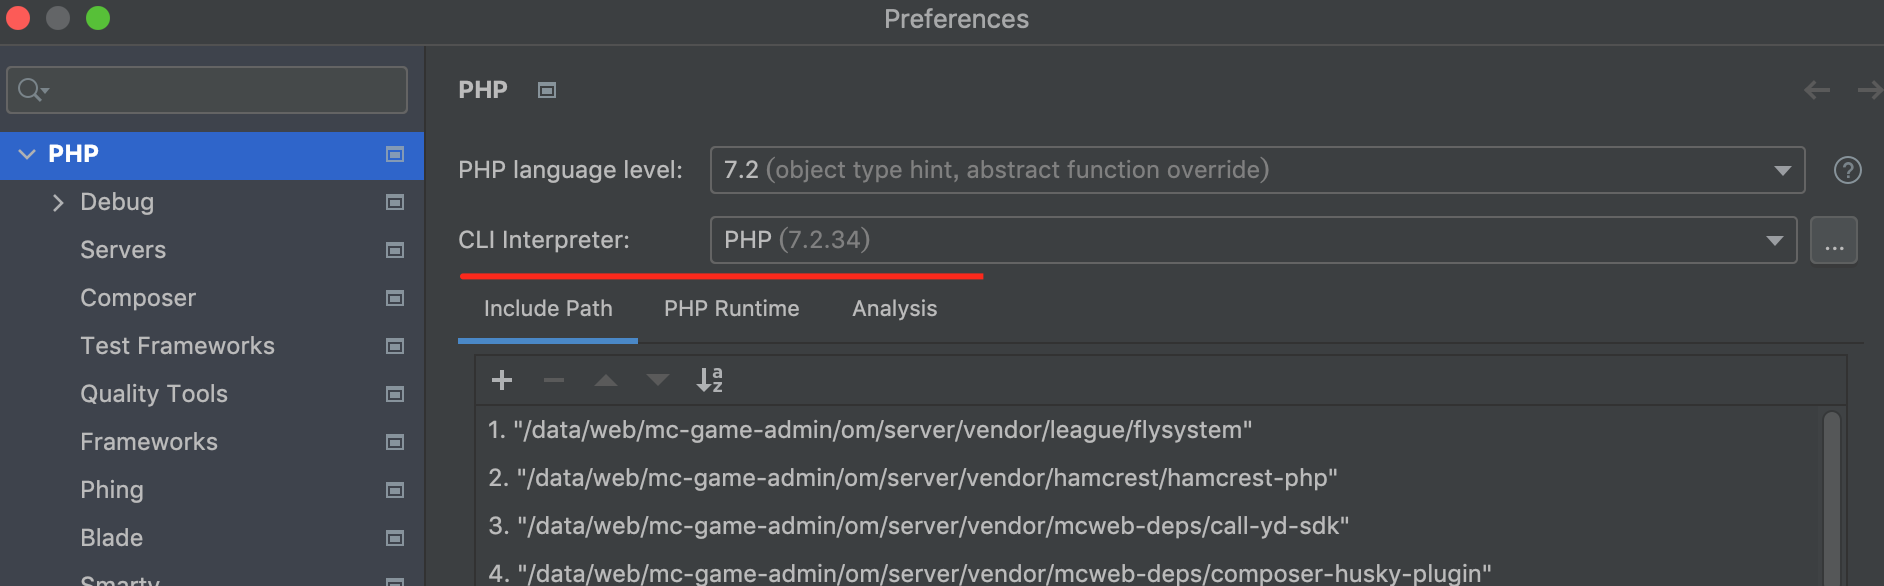 Preferences
PHP
Debug
Servers
Composer
Test Frameworks
Quality Tools
Frameworks
Phing
Blade
Smarty
PHP
PHP language level:
7.2 (object type hint, abstract function override)
?
CLI Interpreter:
PHP (7.2.34)
...
Include Path
PHP Runtime
Analysis
1. "/data/web/mc-game-admin/om/server/vendor/league/flysystem"
2. "/data/web/mc-game-admin/om/server/vendor/hamcrest/hamcrest-php"
3. "/data/web/mc-game-admin/om/server/vendor/mcweb-deps/call-yd-sdk"
4. "/data/web/mc-game-admin/om/server/vendor/mcweb-deps/composer-husky-plugin"